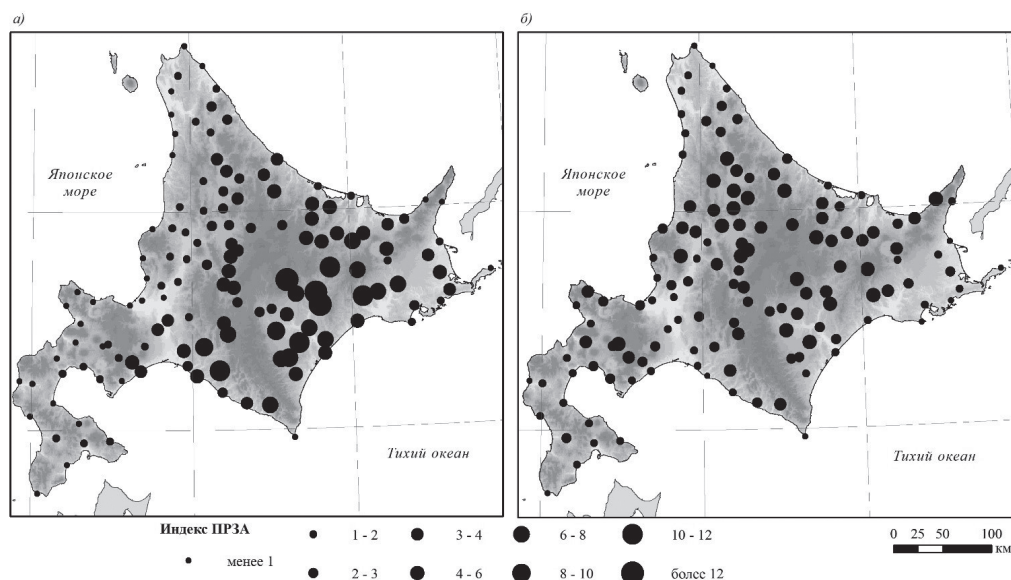 а)
б)
Японское
море
Тихий океан
Японское
море
Тихий океан
Индекс ПРЗА
менее 1
1 - 2
2 - 3
3 - 4
4 - 6
6 - 8
8 - 10
10 - 12
более 12
0 25 50 100
км